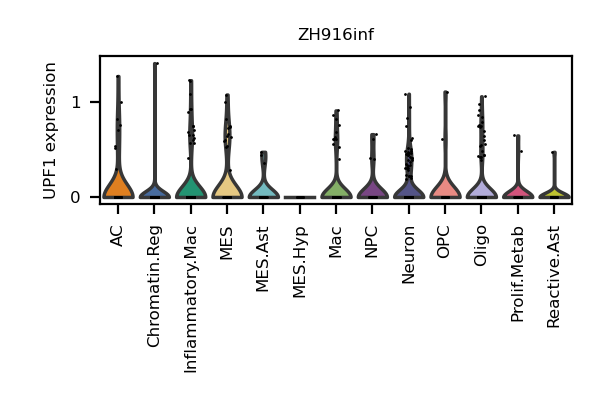 ZH916inf
UPF1 expression
1
0
AC
Chromatin.Reg
Inflammatory.Mac
MES
MES.Ast
MES.Hyp
Mac
NPC
Neuron
OPC
Oligo
Prolif.Metab
Reactive.Ast